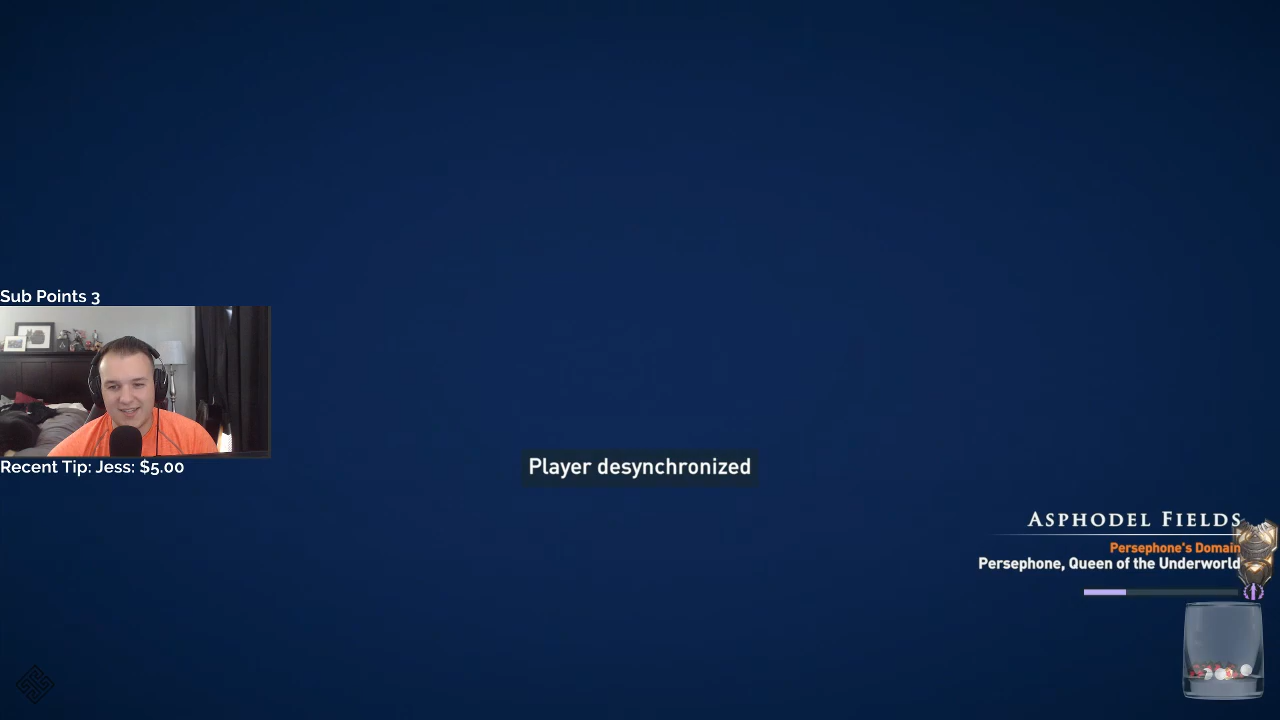 Sub Points 3
Recent Tip: Jess: $5.00
Player desynchronized
ASPHODEL FIELDS
Persephone's Domain
Persephone, Queen of the Underworld